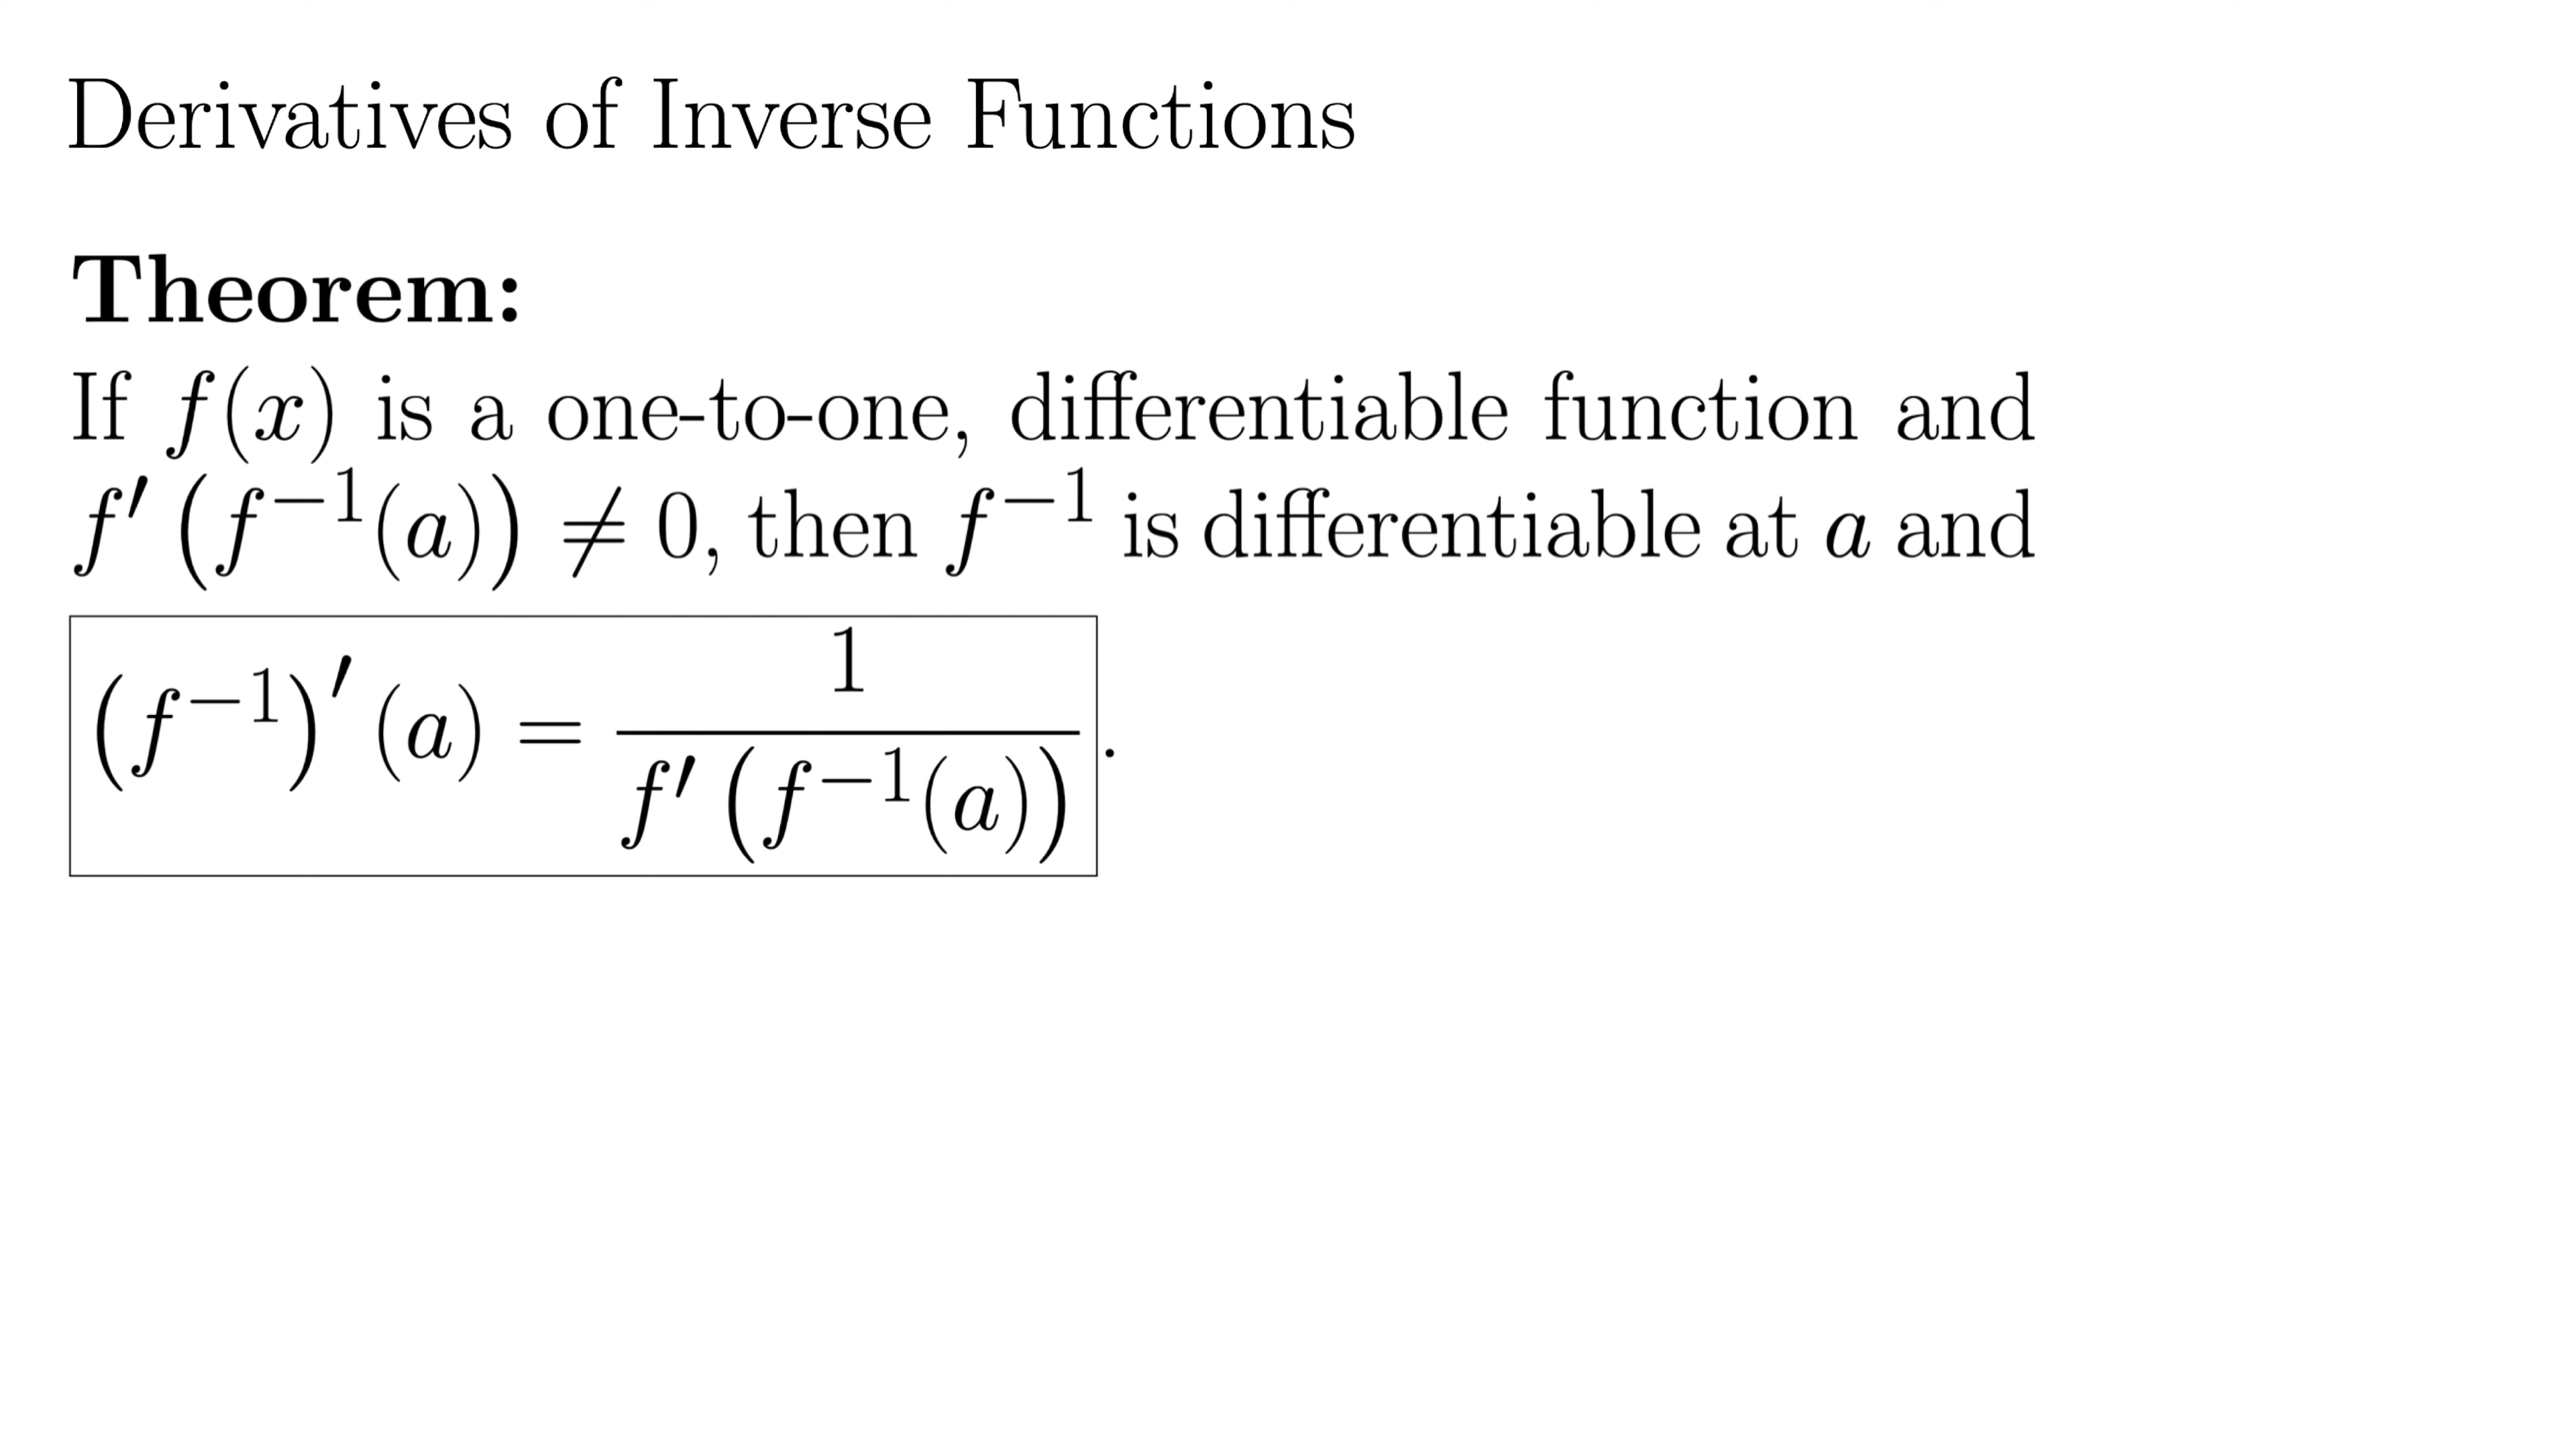 Derivatives of Inverse Functions
Theorem:
If f(x) is a one-to-one, differentiable function and
f′(f⁻¹(a)) ≠ 0, then f⁻¹ is differentiable at a and
(f⁻¹)′(a) = 1 / f′(f⁻¹(a)).